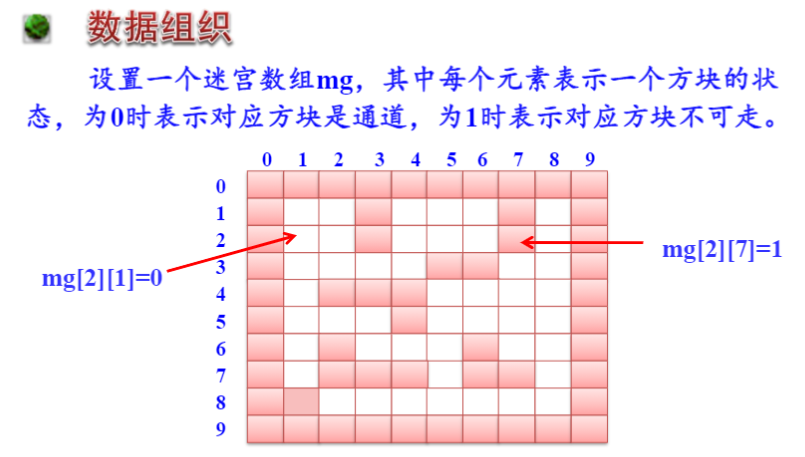 数据组织
设置一个迷宫数组mg，其中每个元素表示一个方块的状
态，为0时表示对应方块是通道，为1时表示对应方块不可走。
0 1 2 3 4 5 6 7 8 9
0
1
2
mg[2][7]=1
3
mg[2][1]=0
4
5
6
7
8
9